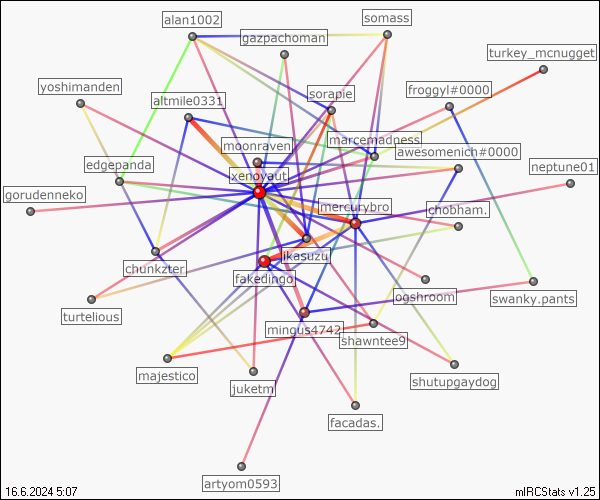 alan1002
somass
gazpachoman
turkey_mcnugget
yoshimanden
sorapie
froggyl#0000
altmile0331
moonraven
marcemadness
awesomenich#0000
edgepanda
xenoyaut
neptune01
gorudenneko
mercurybro
chobham.
chunkzter
ikasuzu
fakedingo
ogshroom
swanky.pants
turtelious
mingus4742
shawntee9
majestico
juketm
shutupgaydog
facadas.
artyom0593
16.6.2024 5:07
mIRCStats v1.25